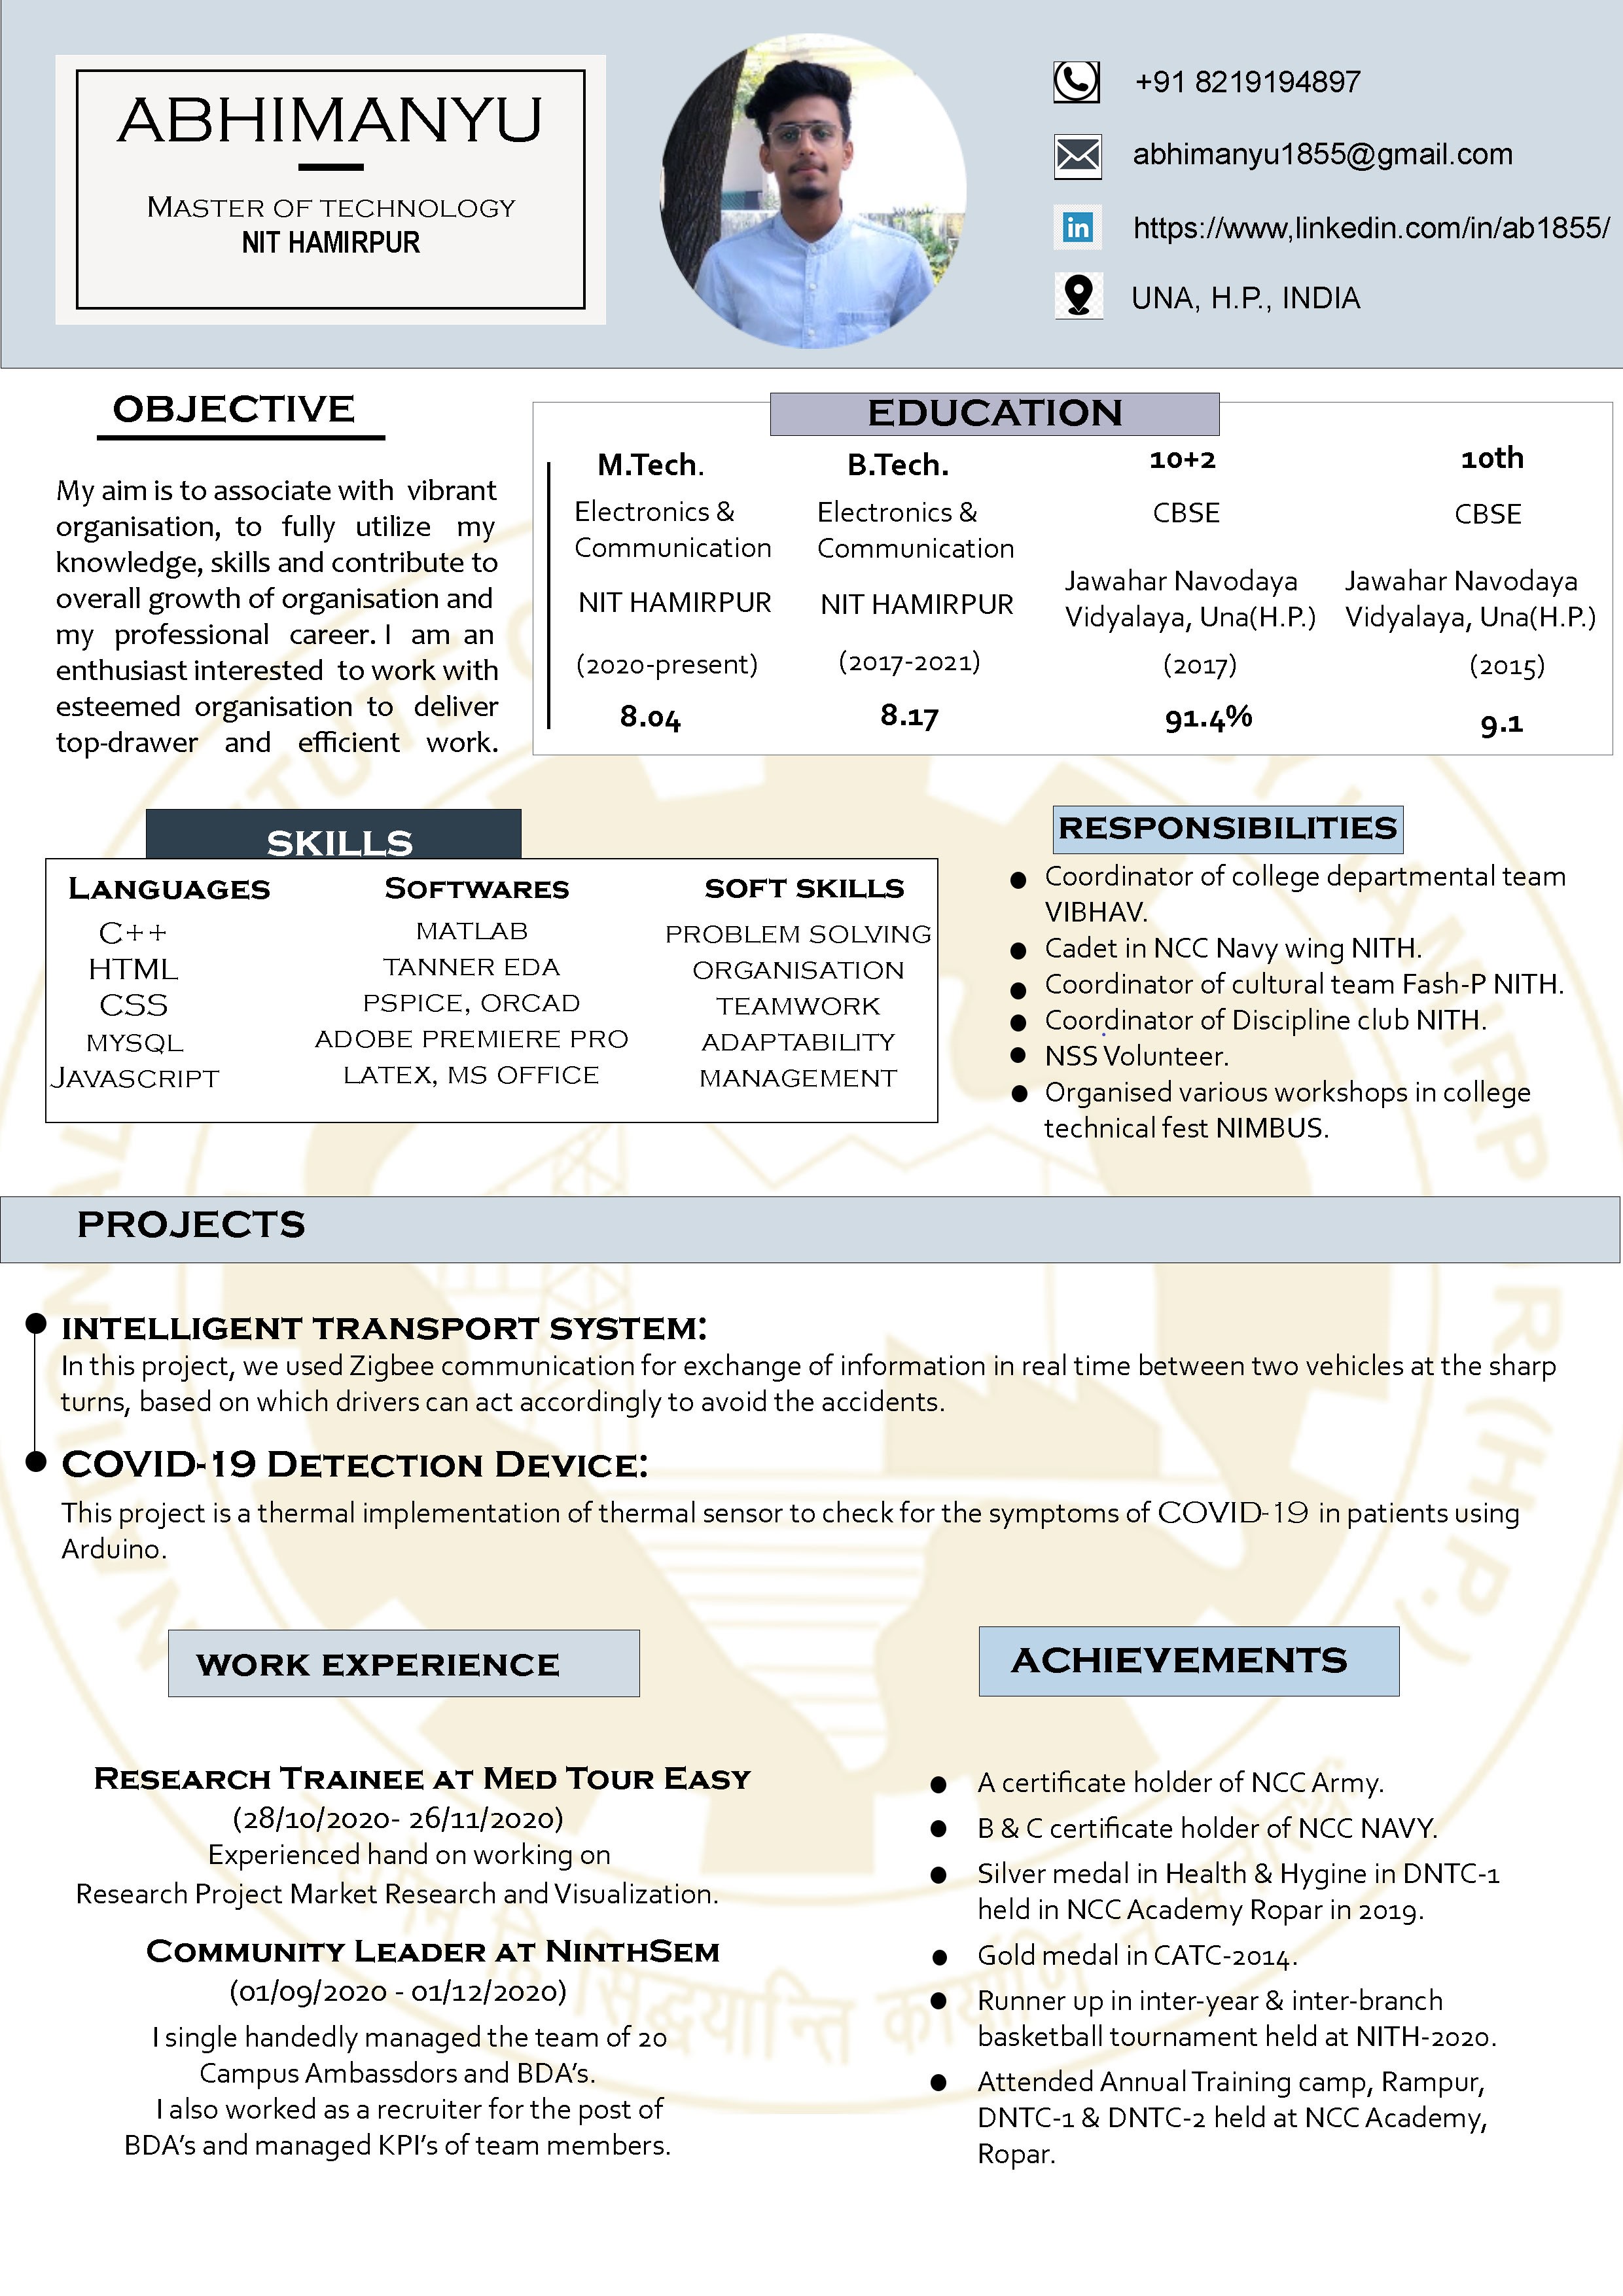 ABHIMANYU
MASTER OF TECHNOLOGY
NIT HAMIRPUR
+91 8219194897
abhimanyu1855@gmail.com
in
https://www,linkedin.com/in/ab1855/
UNA, H.P., INDIA
OBJECTIVE
My aim is to associate with vibrant
organisation, to fully utilize my
knowledge, skills and contribute to
overall growth of organisation and
my professional career. I am an
enthusiast interested to work with
esteemed organisation to deliver
top-drawer and efficient work.
EDUCATION
M.Tech.
Electronics &
Communication
NIT HAMIRPUR
(2020-present)
8.04
B.Tech.
Electronics &
Communication
NIT HAMIRPUR
(2017-2021)
8.17
10+2
CBSE
Jawahar Navodaya
Vidyalaya, Una(H.P.)
(2017)
91.4%
10th
CBSE
Jawahar Navodaya
Vidyalaya, Una(H.P.)
(2015)
9.1
SKILLS
LANGUAGES
C++
HTML
CSS
MYSQL
JAVASCRIPT
SOFTWARES
MATLAB
TANNER EDA
PSPICE, ORCAD
ADOBE PREMIERE PRO
LATEX, MS OFFICE
SOFT SKILLS
PROBLEM SOLVING
ORGANISATION
TEAMWORK
ADAPTABILITY
MANAGEMENT
RESPONSIBILITIES
● Coordinator of college departmental team
VIBHAV.
● Cadet in NCC Navy wing NITH.
● Coordinator of cultural team Fash-P NITH.
● Coordinator of Discipline club NITH.
● NSS Volunteer.
● Organised various workshops in college
technical fest NIMBUS.
PROJECTS
● INTELLIGENT TRANSPORT SYSTEM:
In this project, we used Zigbee communication for exchange of information in real time between two vehicles at the sharp
turns, based on which drivers can act accordingly to avoid the accidents.
● COVID-19 DETECTION DEVICE:
This project is a thermal implementation of thermal sensor to check for the symptoms of COVID-19 in patients using
Arduino.
WORK EXPERIENCE
RESEARCH TRAINEE AT MED TOUR EASY
(28/10/2020- 26/11/2020)
Experienced hand on working on
Research Project Market Research and Visualization.
COMMUNITY LEADER AT NINTHSEM
(01/09/2020 - 01/12/2020)
I single handedly managed the team of 20
Campus Ambassdors and BDA's.
I also worked as a recruiter for the post of
BDA's and managed KPI's of team members.
ACHIEVEMENTS
● A certificate holder of NCC Army.
● B & C certificate holder of NCC NAVY.
● Silver medal in Health & Hygine in DNTC-1
held in NCC Academy Ropar in 2019.
● Gold medal in CATC-2014.
● Runner up in inter-year & inter-branch
basketball tournament held at NITH-2020.
● Attended Annual Training camp, Rampur,
DNTC-1 & DNTC-2 held at NCC Academy,
Ropar.